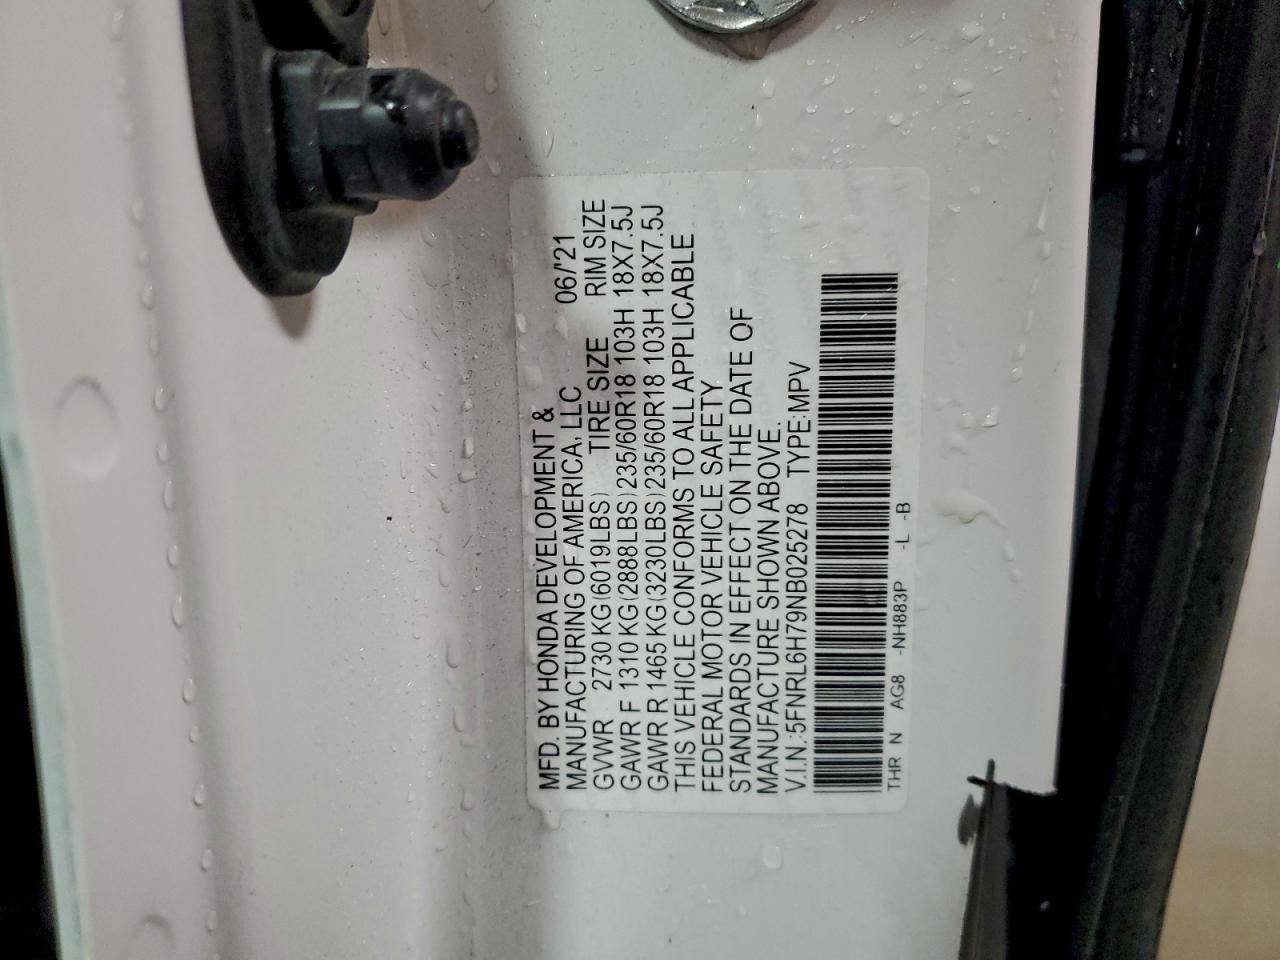 MFD. BY HONDA DEVELOPMENT &
MANUFACTURING OF AMERICA, LLC 06/'21
GVWR 2730 KG(6019LBS) TIRE SIZE RIM SIZE
GAWR F 1310 KG(2888LBS) 235/60R18 103H 18X7.5J
GAWR R 1465 KG(3230LBS) 235/60R18 103H 18X7.5J
THIS VEHICLE CONFORMS TO ALL APPLICABLE
FEDERAL MOTOR VEHICLE SAFETY
STANDARDS IN EFFECT ON THE DATE OF
MANUFACTURE SHOWN ABOVE.
V.I.N.:5FNRL6H79NB025278 TYPE:MPV
THR N AG8 -NH883P -L -B